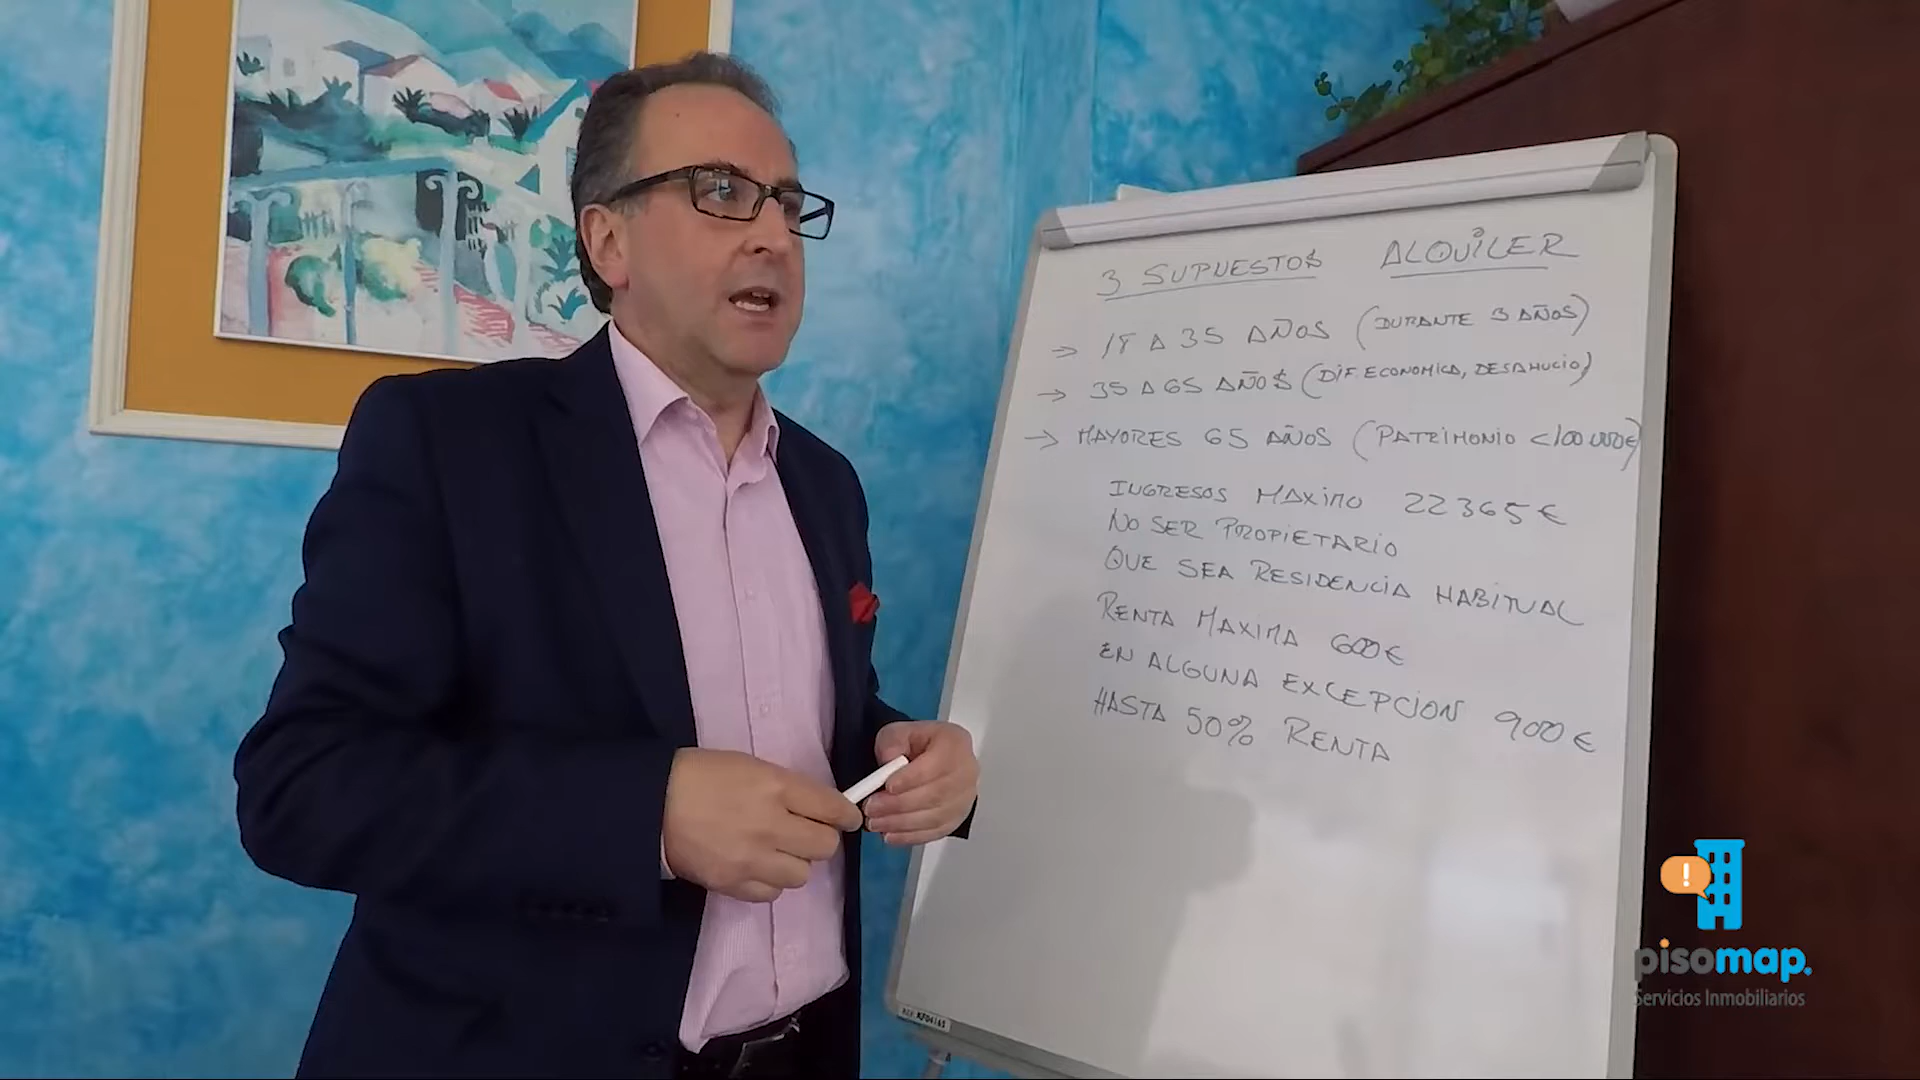 3 SUPUESTOS ALQUILER
→ 18 A 35 AÑOS (DURANTE 3 AÑOS)
→ 35 A 65 AÑOS (DIF. ECONOMICA, DESAHUCIO)
→ MAYORES 65 AÑOS (PATRIMONIO <100.000€)
INGRESOS MAXIMO 22365€
NO SER PROPIETARIO
QUE SEA RESIDENCIA HABITUAL
RENTA MAXIMA 600€
EN ALGUNA EXCEPCION 900€
HASTA 50% RENTA
!
pisomap.
Servicios Inmobiliarios